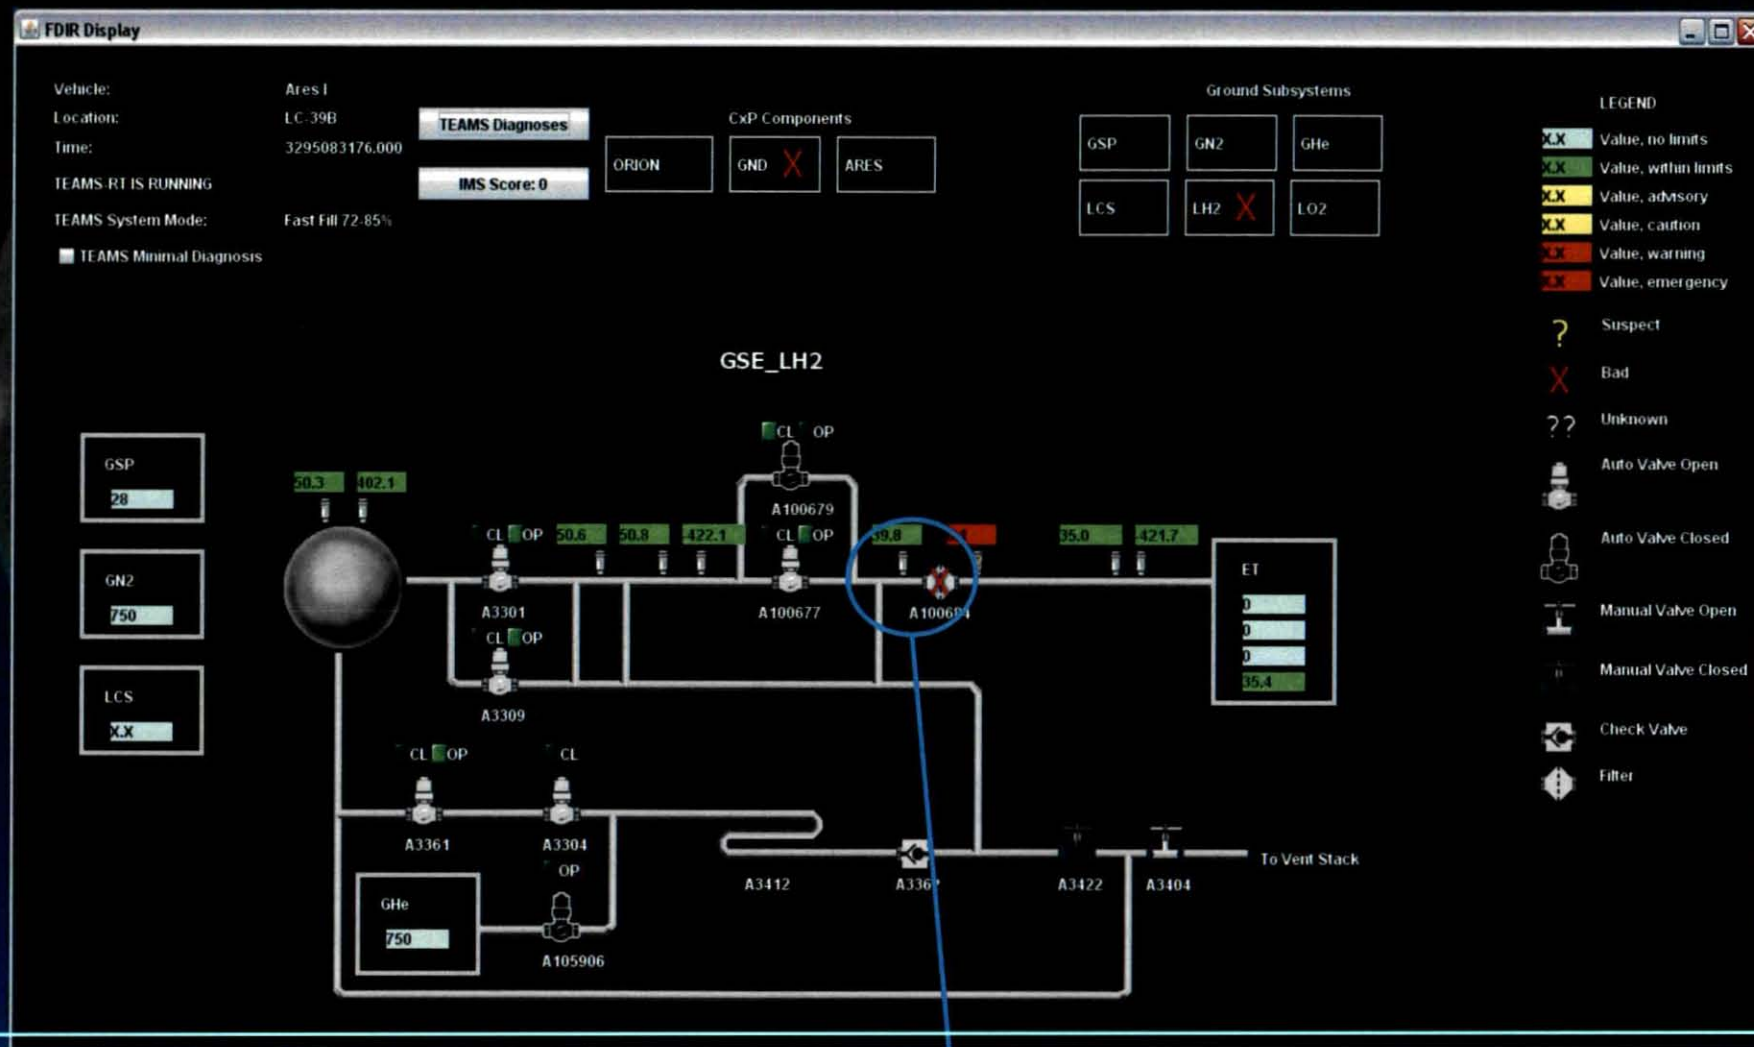 FDIR Display
Vehicle: Ares I
Location: LC-39B
Time: 3295083176.000
TEAMS-RT IS RUNNING
TEAMS System Mode: Fast Fill 72-85%
TEAMS Minimal Diagnosis
TEAMS Diagnoses
IMS Score: 0
CxP Components
ORION GND X ARES
Ground Subsystems
GSP GN2 GHe
LCS LH2 X LO2
LEGEND
X.X Value, no limits
X.X Value, within limits
X.X Value, advisory
X.X Value, caution
X.X Value, warning
X.X Value, emergency
? Suspect
X Bad
?? Unknown
Auto Valve Open
Auto Valve Closed
Manual Valve Open
Manual Valve Closed
Check Valve
Filter
GSE_LH2
GSP
28
GN2
750
LCS
X.X
CL OP
A100679
50.3 402.1
CL OP 50.6 50.8 -422.1 CL OP 39.8 35.0 -421.7
A3301 A100677 A100684
CL OP
A3309
ET
0
0
0
35.4
CL OP CL
A3361 A3304
OP
A3412 A3422 A3404
To Vent Stack
GHe
750
A105906